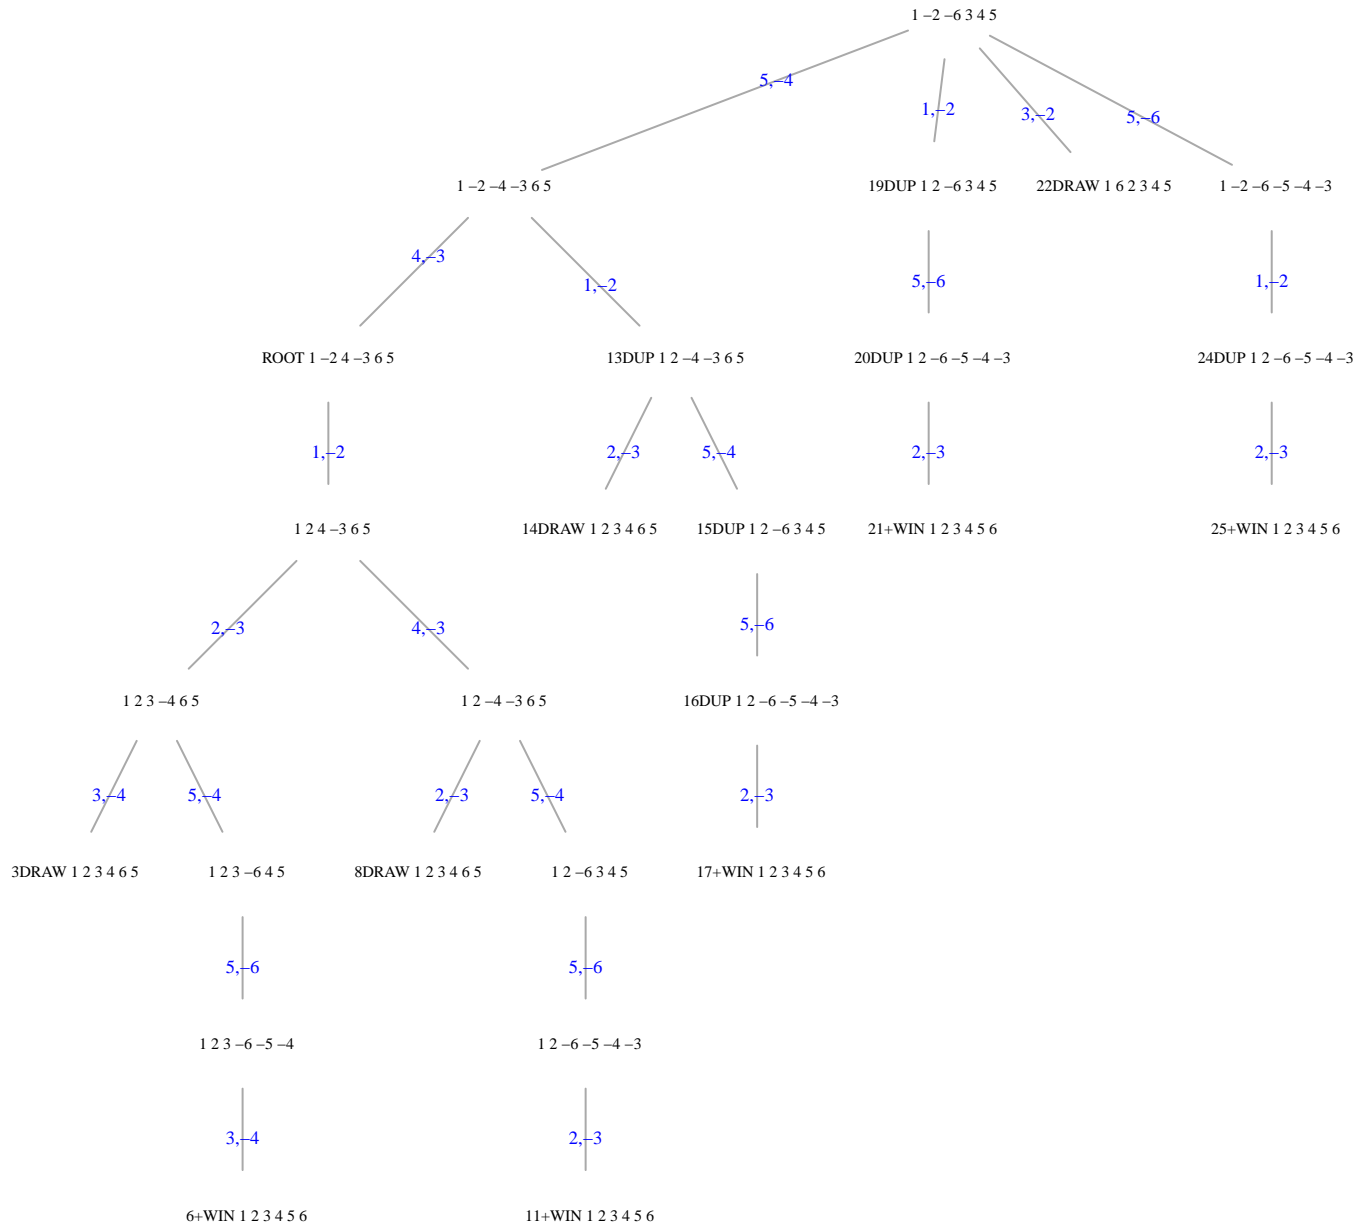 1 –2 –6 3 4 5
5,–4
1,–2
3,–2
5,–6
1 –2 –4 –3 6 5
19DUP 1 2 –6 3 4 5
22DRAW 1 6 2 3 4 5
1 –2 –6 –5 –4 –3
4,–3
1,–2
5,–6
1,–2
ROOT 1 –2 4 –3 6 5
13DUP 1 2 –4 –3 6 5
20DUP 1 2 –6 –5 –4 –3
24DUP 1 2 –6 –5 –4 –3
1,–2
2,–3
5,–4
2,–3
2,–3
1 2 4 –3 6 5
14DRAW 1 2 3 4 6 5
15DUP 1 2 –6 3 4 5
21+WIN 1 2 3 4 5 6
25+WIN 1 2 3 4 5 6
2,–3
4,–3
5,–6
1 2 3 –4 6 5
1 2 –4 –3 6 5
16DUP 1 2 –6 –5 –4 –3
3,–4
5,–4
2,–3
5,–4
2,–3
3DRAW 1 2 3 4 6 5
1 2 3 –6 4 5
8DRAW 1 2 3 4 6 5
1 2 –6 3 4 5
17+WIN 1 2 3 4 5 6
5,–6
5,–6
1 2 3 –6 –5 –4
1 2 –6 –5 –4 –3
3,–4
2,–3
6+WIN 1 2 3 4 5 6
11+WIN 1 2 3 4 5 6